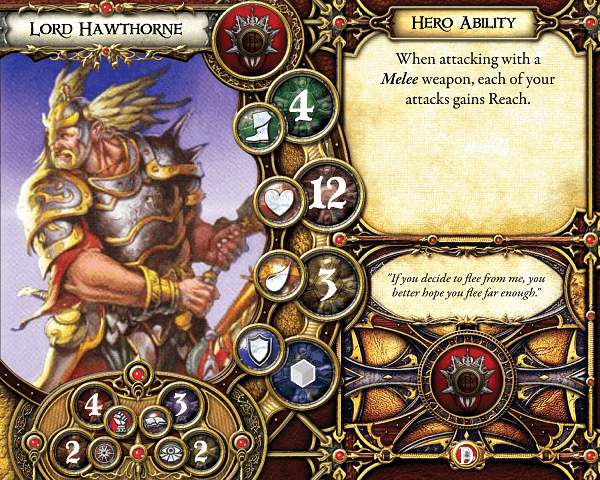 LORD HAWTHORNE
HERO ABILITY
When attacking with a
Melee weapon, each of your
attacks gains Reach.
4
12
3
"If you decide to flee from me, you
better hope you flee far enough."
4 3
2 2
D